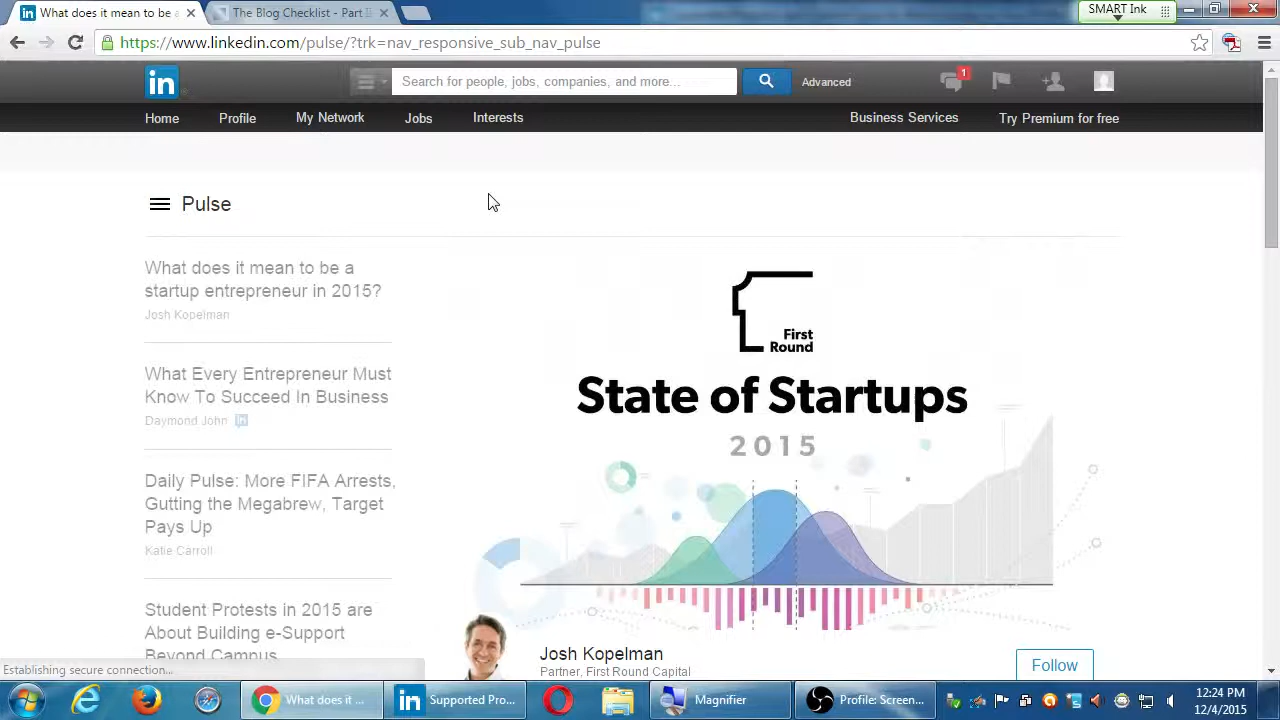 What does it mean to be a
The Blog Checklist - Part I
SMART Ink
https://www.linkedin.com/pulse/?trk=nav_responsive_sub_nav_pulse
in
Search for people, jobs, companies, and more...
Advanced
1
Home
Profile
My Network
Jobs
Interests
Business Services
Try Premium for free
Pulse
What does it mean to be a
startup entrepreneur in 2015?
Josh Kopelman
What Every Entrepreneur Must
Know To Succeed In Business
Daymond John in
Daily Pulse: More FIFA Arrests,
Gutting the Megabrew, Target
Pays Up
Katie Carroll
Student Protests in 2015 are
About Building e-Support
Beyond Campus
First
Round
State of Startups
2015
Josh Kopelman
Partner, First Round Capital
Follow
Establishing secure connection...
What does it ...
Supported Pro...
Magnifier
Profile: Screen...
12:24 PM
12/4/2015